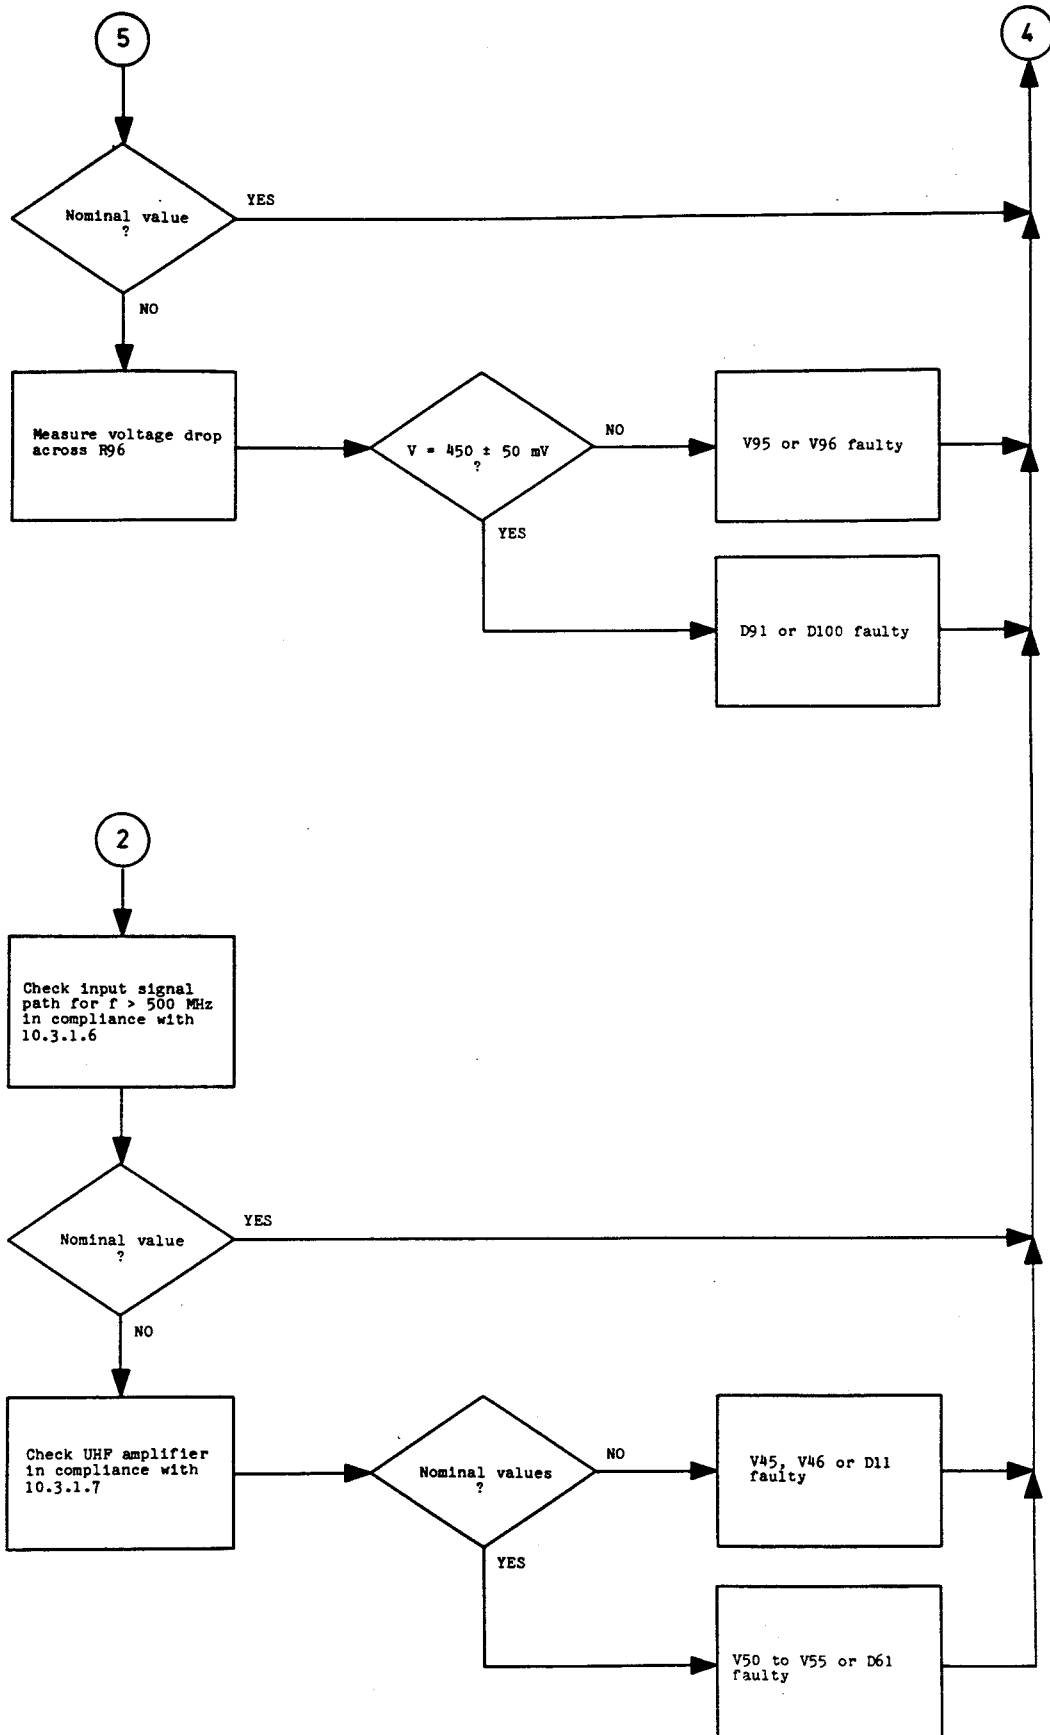 5
4
Nominal value
?
YES
NO
Measure voltage drop
across R96
V = 450 ± 50 mV
?
NO
V95 or V96 faulty
YES
D91 or D100 faulty
2
Check input signal
path for f > 500 MHz
in compliance with
10.3.1.6
Nominal value
?
YES
NO
Check UHF amplifier
in compliance with
10.3.1.7
Nominal values
?
NO
V45, V46 or D11
faulty
YES
V50 to V55 or D61
faulty